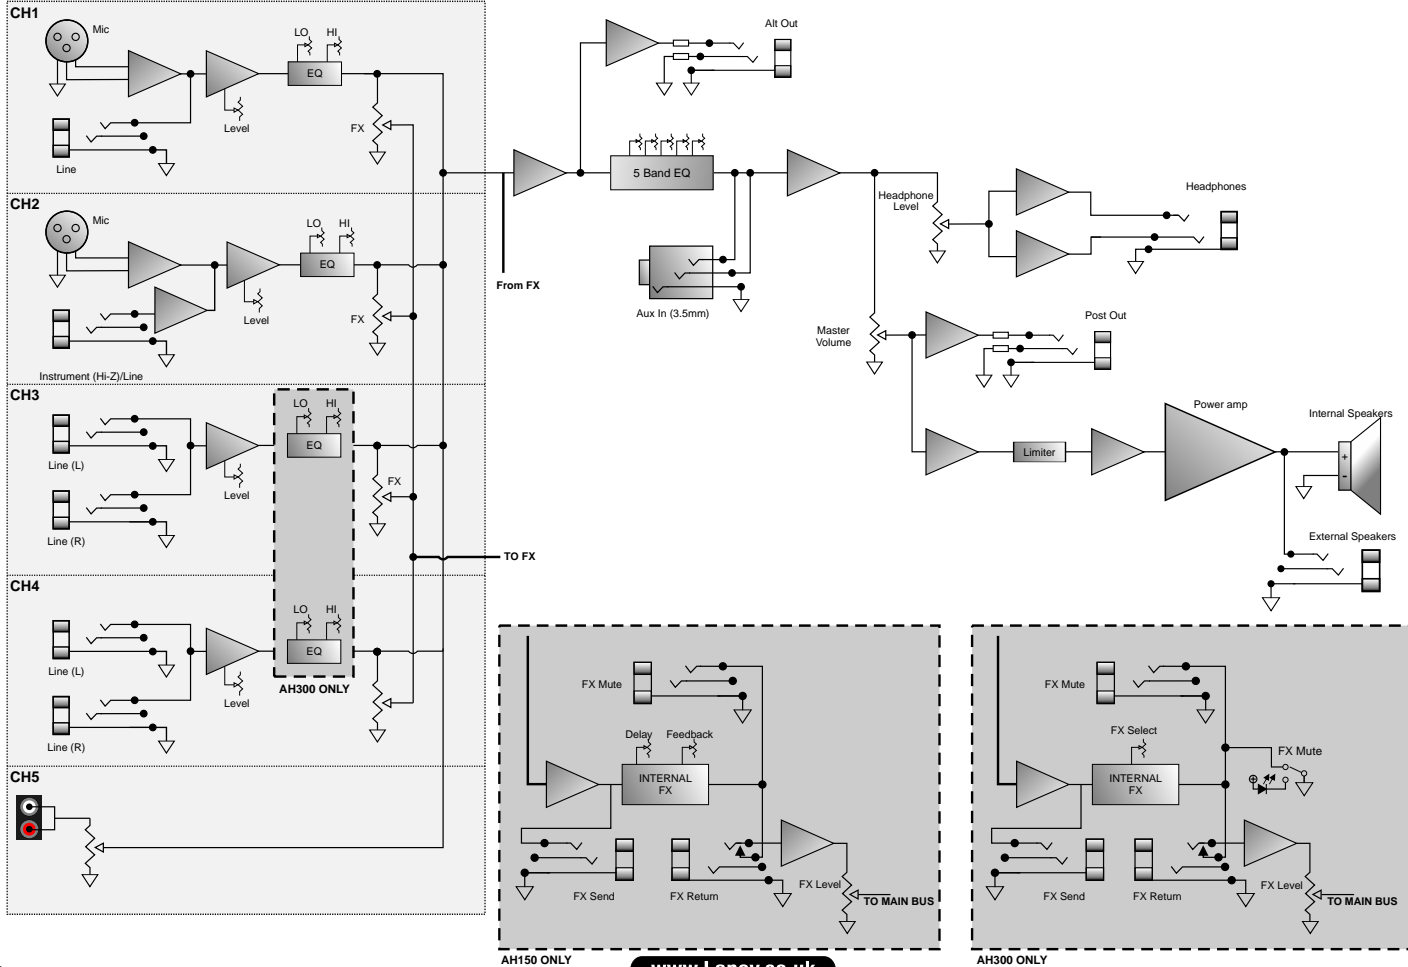 CH1
Mic
LO HI
EQ
Level
FX
Line
CH2
Mic
LO HI
EQ
Level
FX
Instrument (Hi-Z)/Line
CH3
LO HI
EQ
Line (L)
Level
FX
Line (R)
TO FX
CH4
LO HI
EQ
Line (L)
AH300 ONLY
Level
Line (R)
CH5
Alt Out
5 Band EQ
From FX
Aux In (3.5mm)
Headphone
Level
Headphones
Master
Volume
Post Out
Power amp
Limiter
Internal Speakers
+
-
External Speakers
FX Mute
Delay Feedback
INTERNAL
FX
FX Send
FX Return
FX Level
TO MAIN BUS
AH150 ONLY
FX Mute
FX Select
INTERNAL
FX
FX Mute
FX Send
FX Return
FX Level
TO MAIN BUS
AH300 ONLY